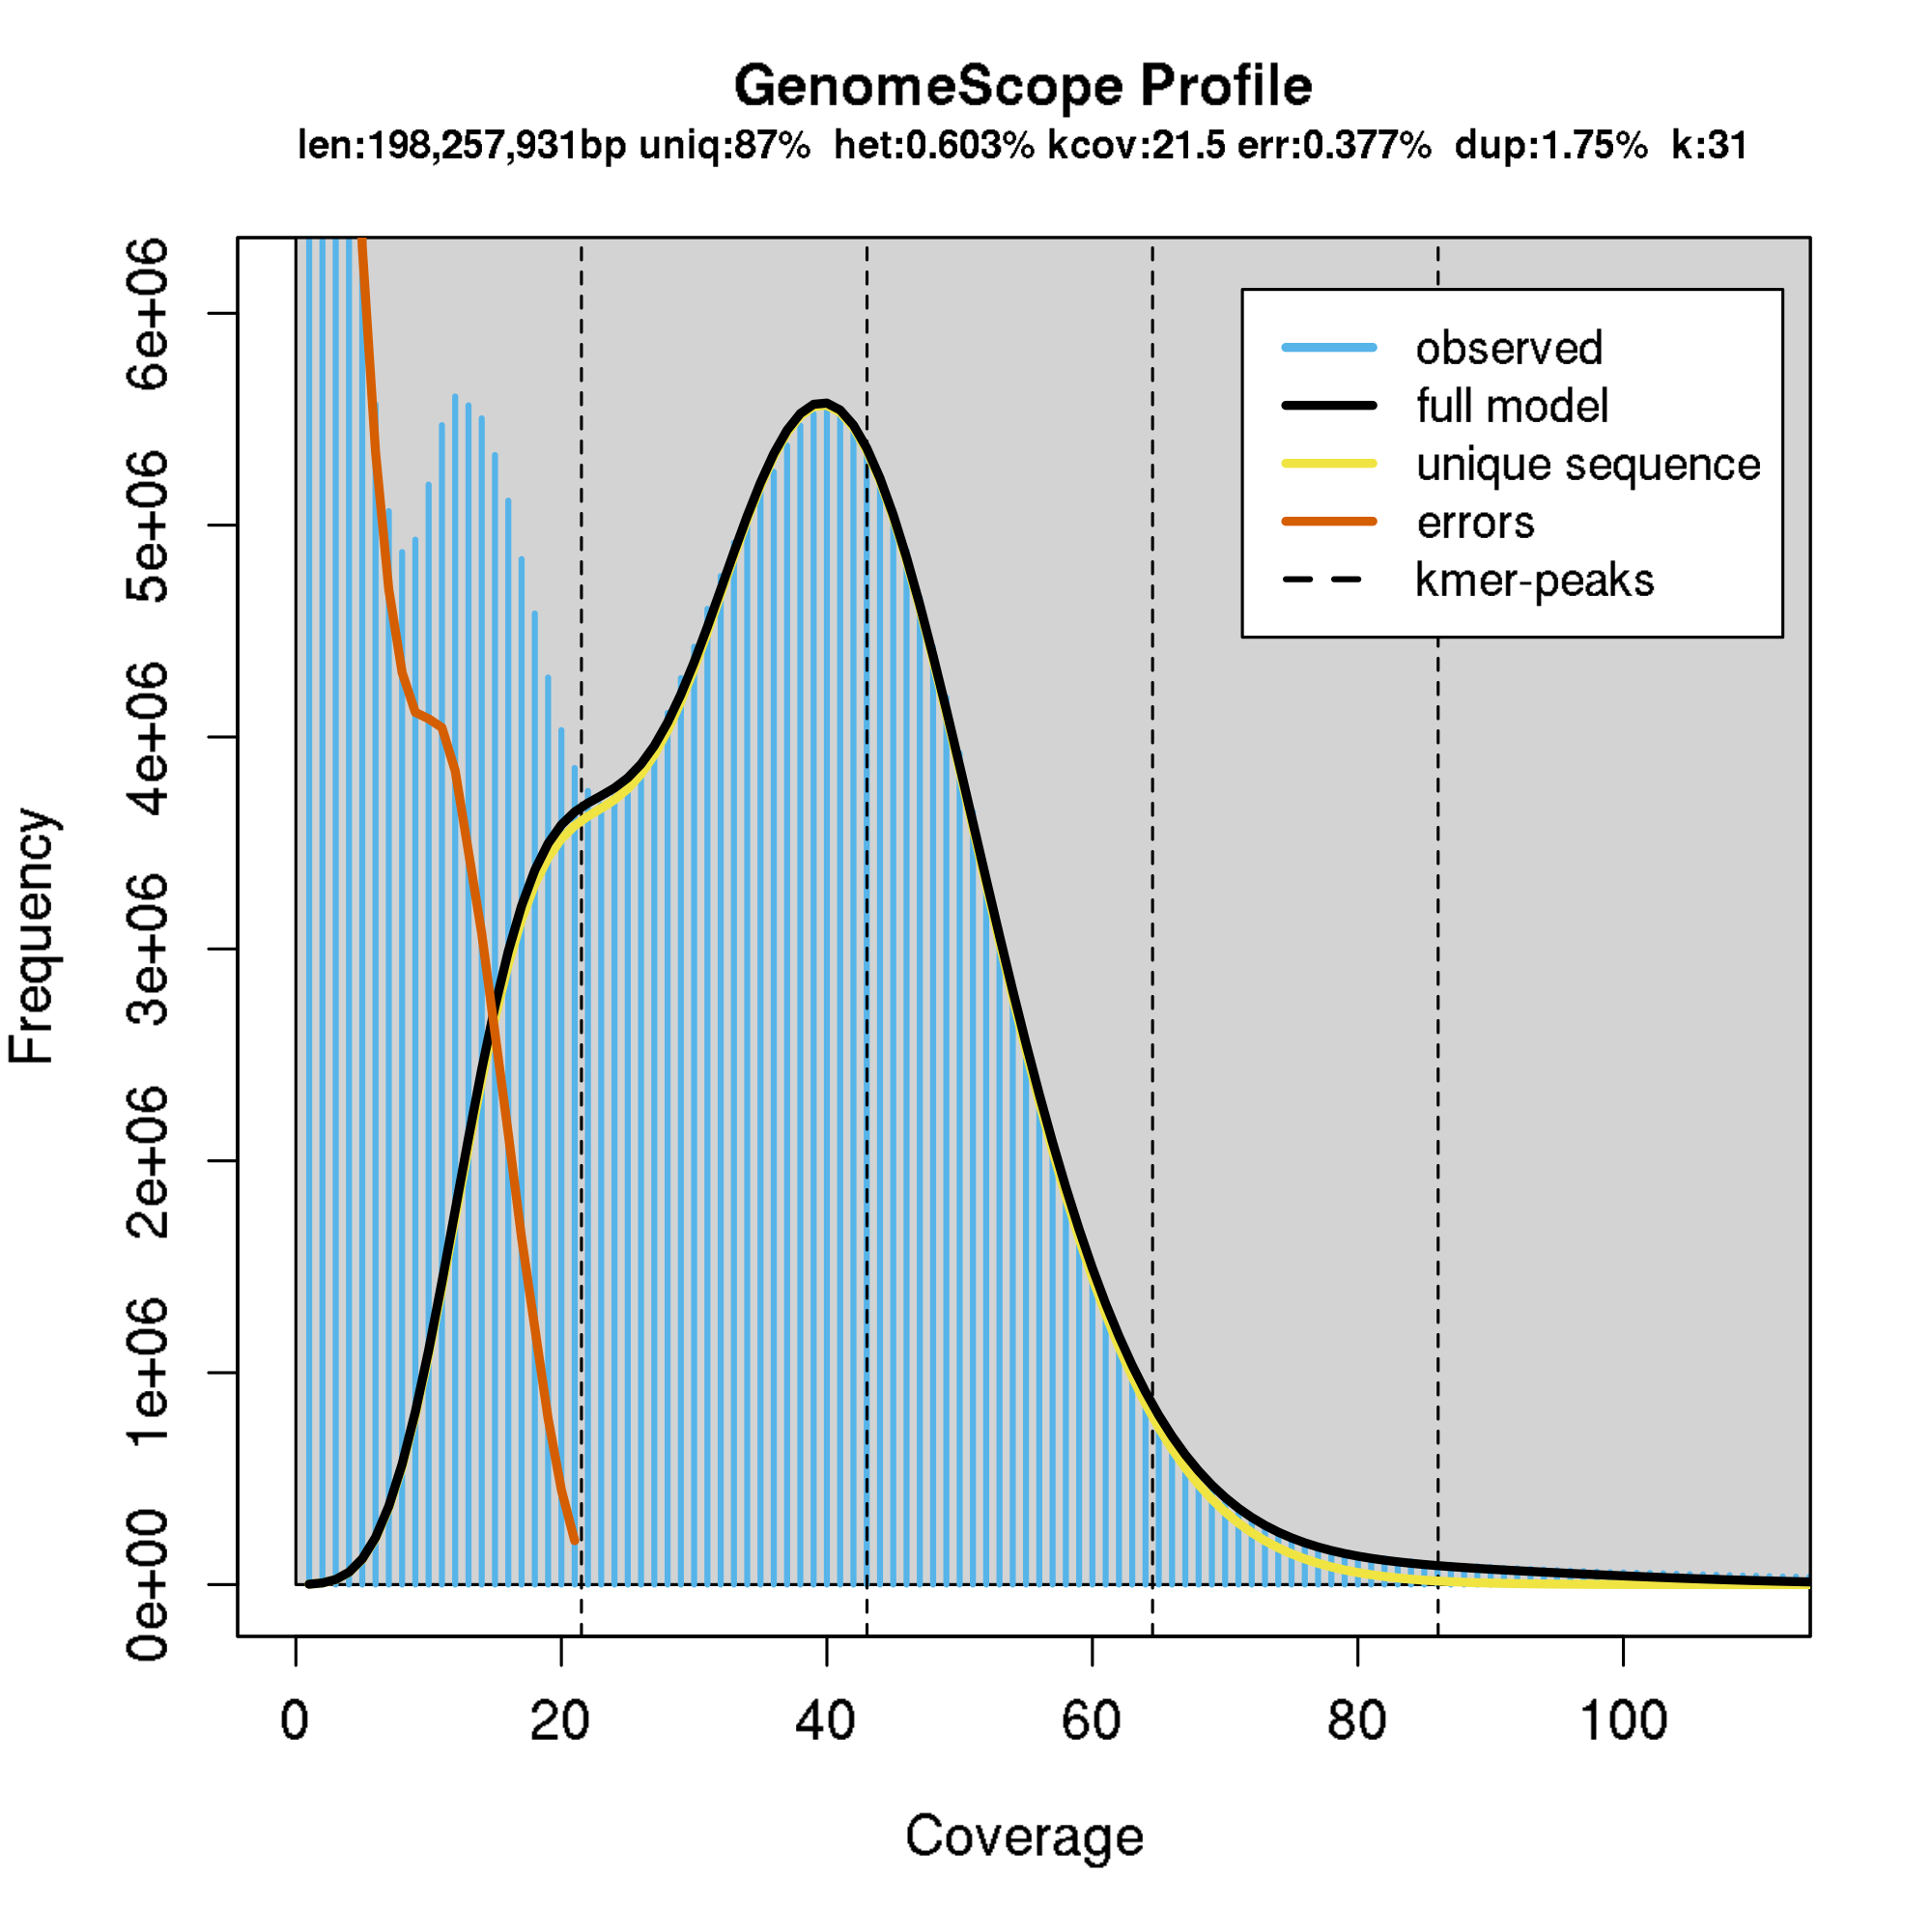 GenomeScope Profile
len:198,257,931bp uniq:87% het:0.603% kcov:21.5 err:0.377% dup:1.75% k:31
observed
full model
unique sequence
errors
kmer-peaks
Frequency
6e+06
5e+06
4e+06
3e+06
2e+06
1e+06
0e+00
0 20 40 60 80 100
Coverage